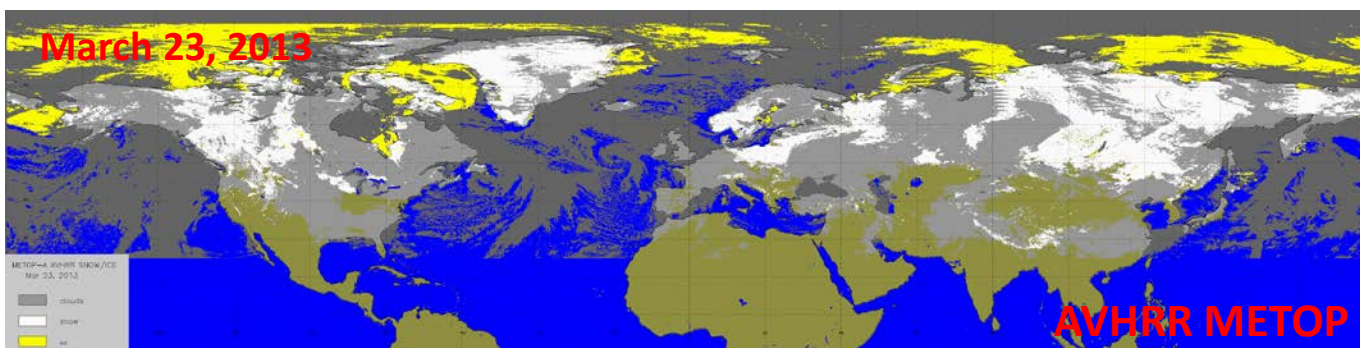 March 23, 2013
METOP-A AVHRR SNOW/ICE
Mar 23, 2013
clouds
snow
ice
AVHRR METOP